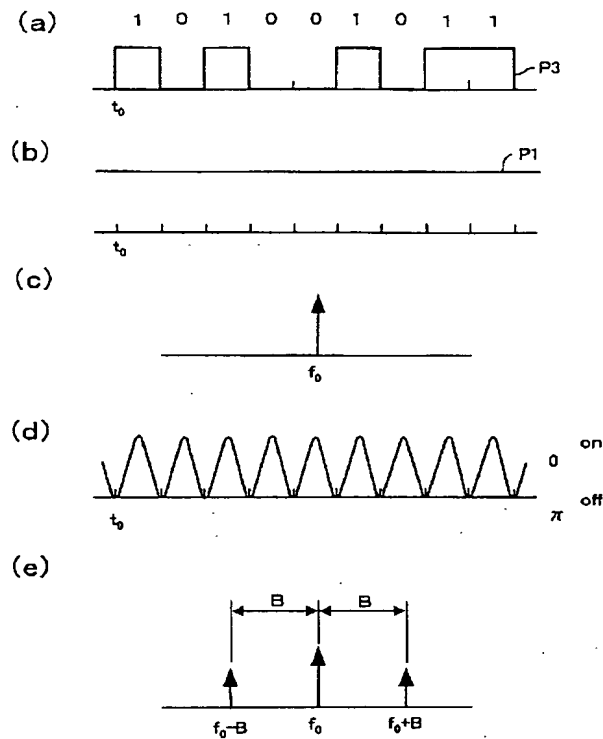 (a) 1 0 1 0 0 1 0 1 1
P3
t₀
(b)
P1
t₀
(c)
f₀
(d)
on
0
off
t₀
π
(e)
B B
f₀−B f₀ f₀+B